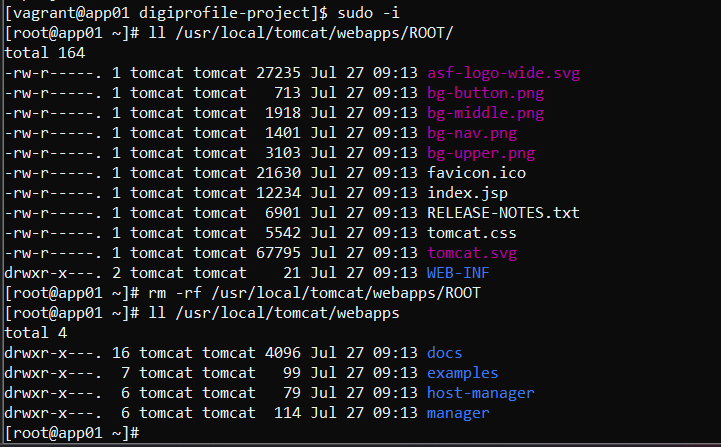 [vagrant@app01 digiprofile-project]$ sudo -i
[root@app01 ~]# ll /usr/local/tomcat/webapps/ROOT/
total 164
-rw-r-----. 1 tomcat tomcat 27235 Jul 27 09:13 asf-logo-wide.svg
-rw-r-----. 1 tomcat tomcat   713 Jul 27 09:13 bg-button.png
-rw-r-----. 1 tomcat tomcat  1918 Jul 27 09:13 bg-middle.png
-rw-r-----. 1 tomcat tomcat  1401 Jul 27 09:13 bg-nav.png
-rw-r-----. 1 tomcat tomcat  3103 Jul 27 09:13 bg-upper.png
-rw-r-----. 1 tomcat tomcat 21630 Jul 27 09:13 favicon.ico
-rw-r-----. 1 tomcat tomcat 12234 Jul 27 09:13 index.jsp
-rw-r-----. 1 tomcat tomcat  6901 Jul 27 09:13 RELEASE-NOTES.txt
-rw-r-----. 1 tomcat tomcat  5542 Jul 27 09:13 tomcat.css
-rw-r-----. 1 tomcat tomcat 67795 Jul 27 09:13 tomcat.svg
drwxr-x---. 2 tomcat tomcat    21 Jul 27 09:13 WEB-INF
[root@app01 ~]# rm -rf /usr/local/tomcat/webapps/ROOT
[root@app01 ~]# ll /usr/local/tomcat/webapps
total 4
drwxr-x---. 16 tomcat tomcat 4096 Jul 27 09:13 docs
drwxr-x---.  7 tomcat tomcat   99 Jul 27 09:13 examples
drwxr-x---.  6 tomcat tomcat   79 Jul 27 09:13 host-manager
drwxr-x---.  6 tomcat tomcat  114 Jul 27 09:13 manager
[root@app01 ~]#